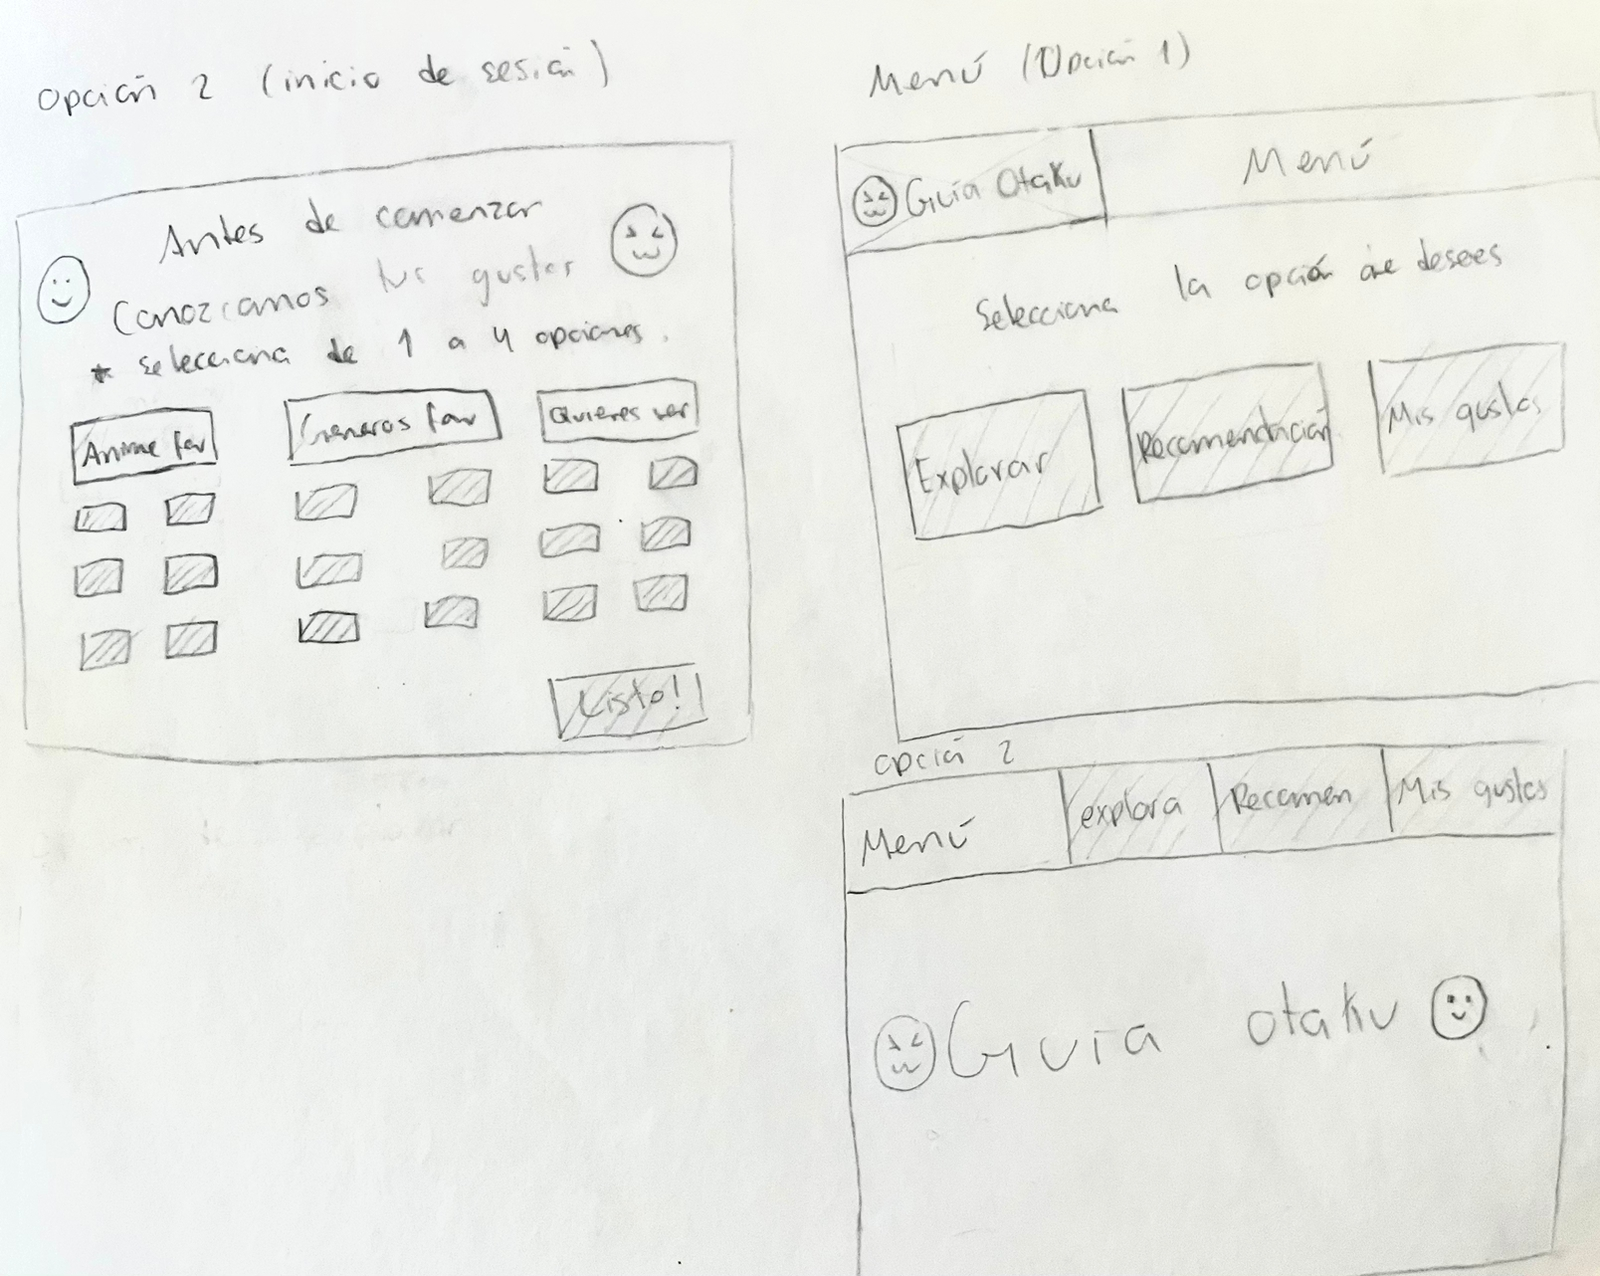 Opción 2 (inicio de sesión)
Antes de comenzar
Conozcamos tus gustos
* selecciona de 1 a 4 opciones.
Anime fav
Generos fav
Quieres ver
Listo!
Menú (Opción 1)
Guia Otaku
Menú
Selecciona la opción que desees
Explorar
Recomendación
Mis gustos
opción 2
Menú
explora
Recomen
Mis gustos
Guia otaku